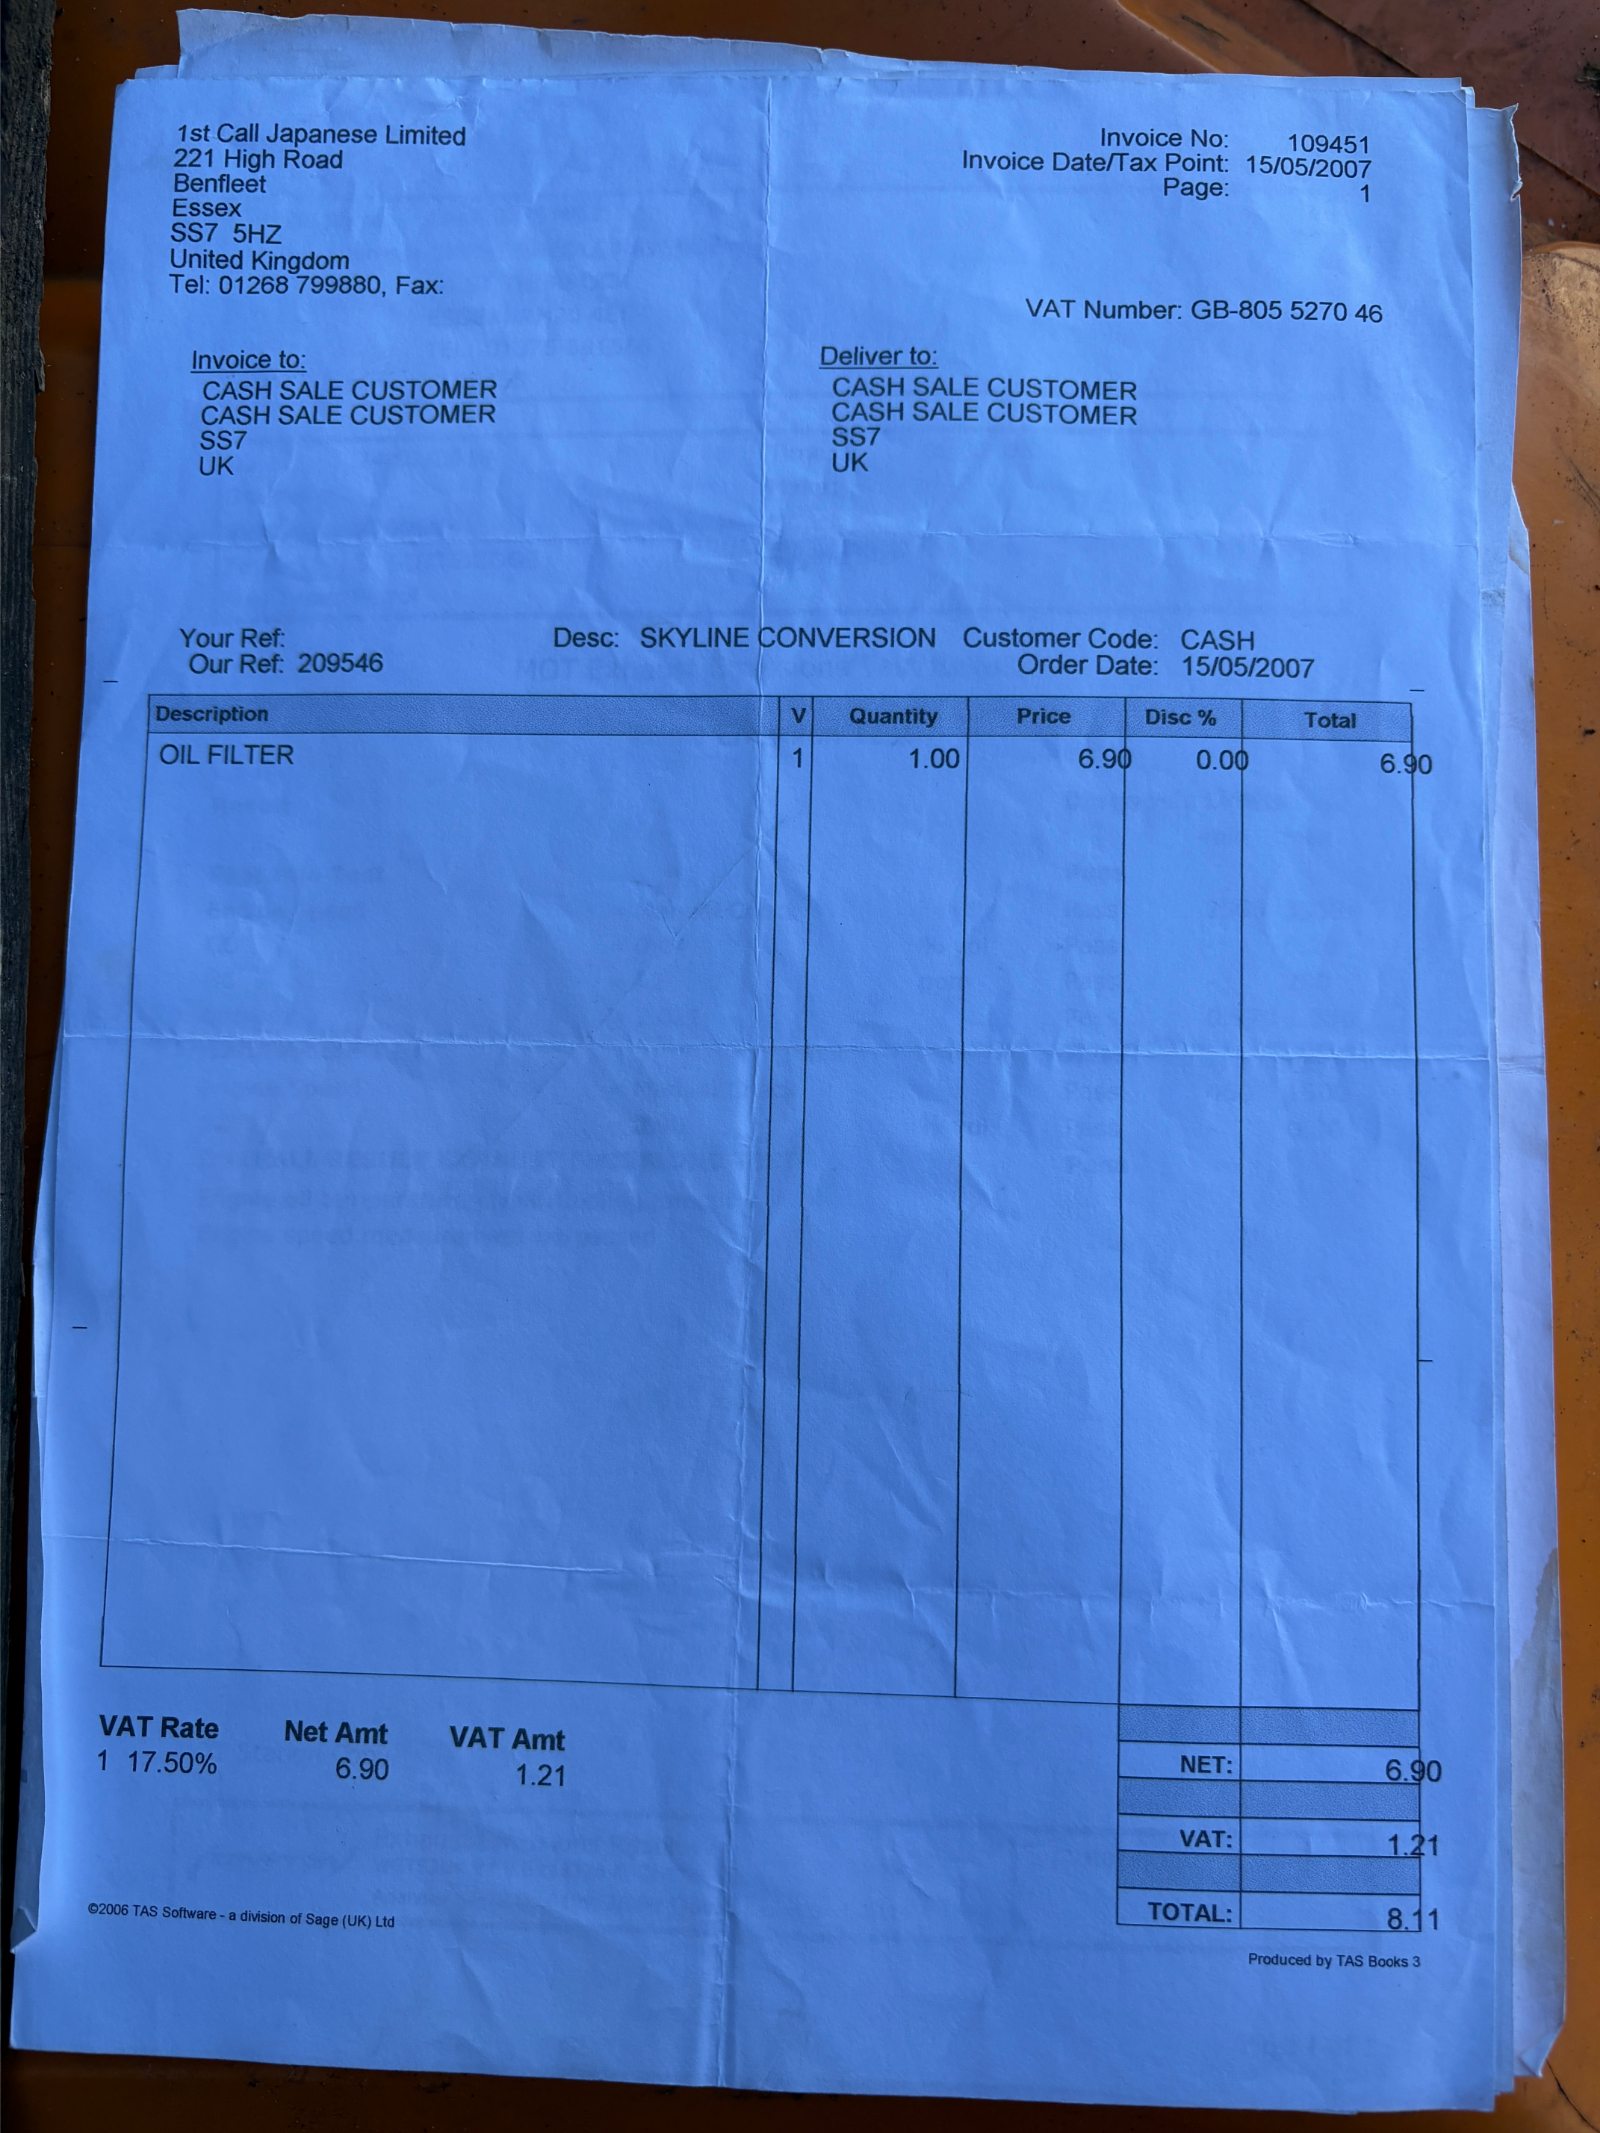 1st Call Japanese Limited
221 High Road
Benfleet
Essex
SS7 5HZ
United Kingdom
Tel: 01268 799880, Fax:
Invoice No: 109451
Invoice Date/Tax Point: 15/05/2007
Page: 1
VAT Number: GB-805 5270 46
Invoice to:
CASH SALE CUSTOMER
CASH SALE CUSTOMER
SS7
UK
Deliver to:
CASH SALE CUSTOMER
CASH SALE CUSTOMER
SS7
UK
Your Ref: Desc: SKYLINE CONVERSION Customer Code: CASH
Our Ref: 209546 Order Date: 15/05/2007
Description V Quantity Price Disc % Total
OIL FILTER 1 1.00 6.90 0.00 6.90
VAT Rate Net Amt VAT Amt
1 17.50% 6.90 1.21
NET: 6.90
VAT: 1.21
TOTAL: 8.11
©2006 TAS Software - a division of Sage (UK) Ltd
Produced by TAS Books 3